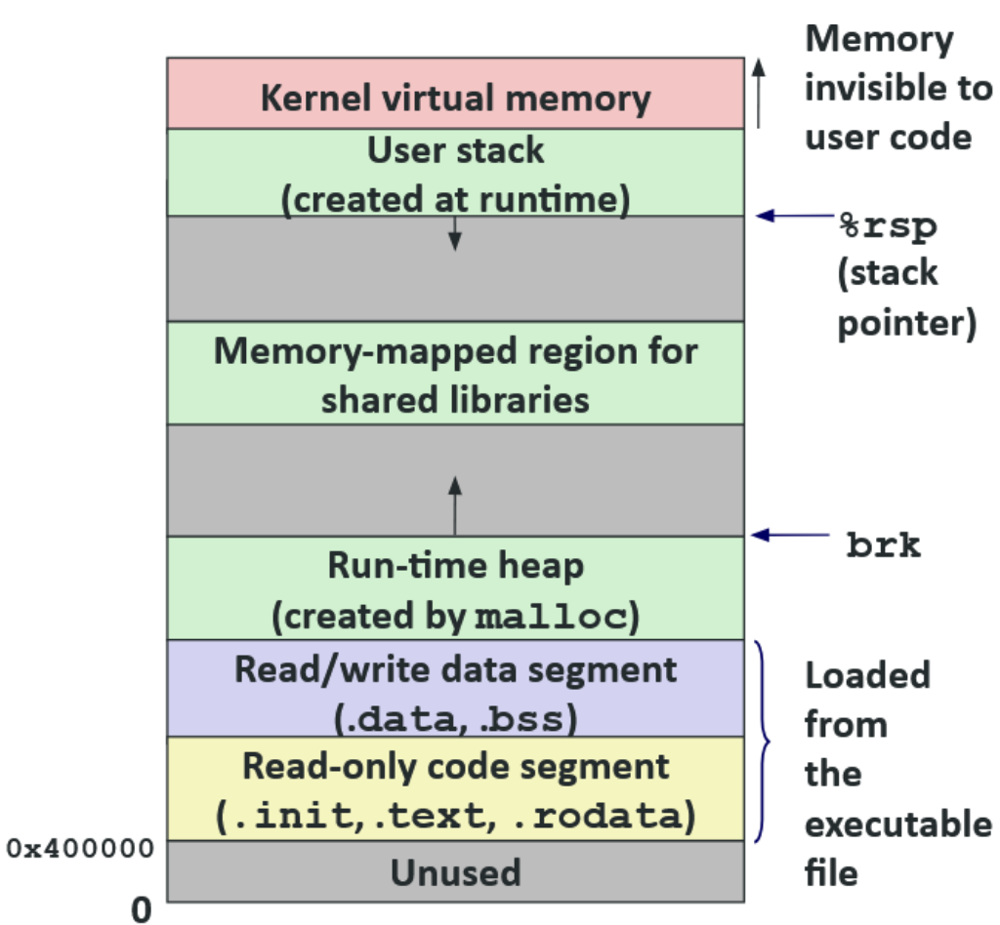 Memory
invisible to
user code
Kernel virtual memory
User stack
(created at runtime)
%rsp
(stack
pointer)
Memory-mapped region for
shared libraries
brk
Run-time heap
(created by malloc)
Read/write data segment
(.data, .bss)
Read-only code segment
(.init, .text, .rodata)
Loaded
from
the
executable
file
0x400000
Unused
0